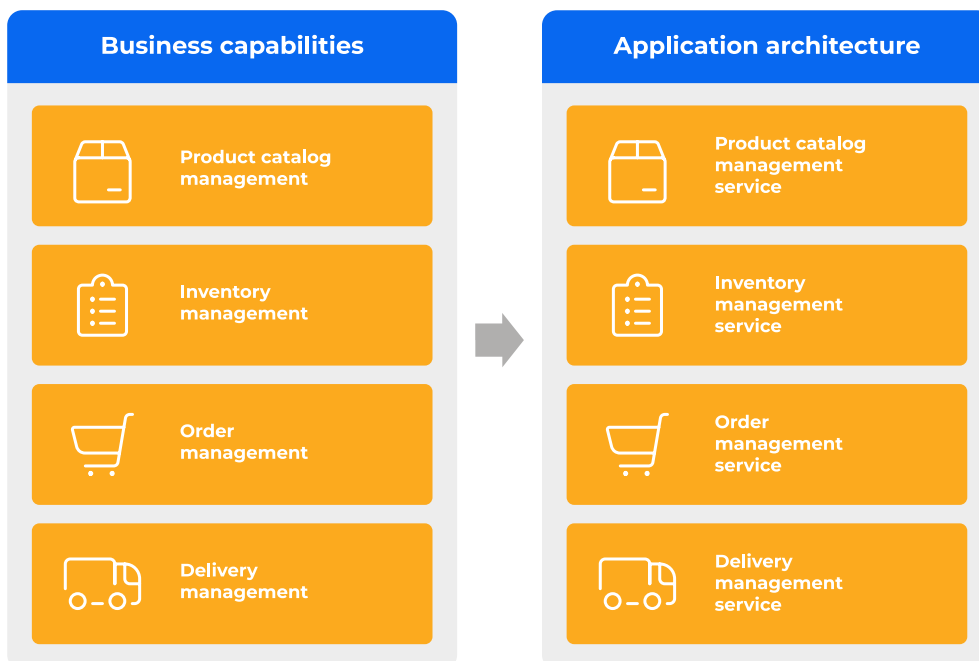 Business capabilities
Product catalog
management
Inventory
management
Order
management
Delivery
management
Application architecture
Product catalog
management
service
Inventory
management
service
Order
management
service
Delivery
management
service